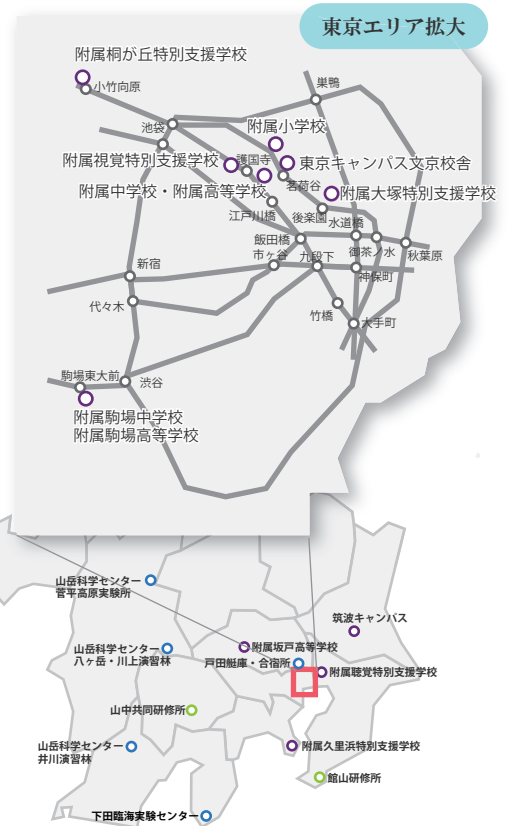 東京エリア拡大
附属桐が丘特別支援学校
小竹向原
巣鴨
池袋
附属小学校
附属視覚特別支援学校
護国寺
東京キャンパス文京校舎
附属中学校・附属高等学校
茗荷谷
附属大塚特別支援学校
江戸川橋
後楽園
水道橋
飯田橋
御茶ノ水
秋葉原
市ヶ谷
九段下
神保町
新宿
代々木
竹橋
大手町
駒場東大前
渋谷
附属駒場中学校
附属駒場高等学校
山岳科学センター
菅平高原実験所
筑波キャンパス
山岳科学センター
八ヶ岳・川上演習林
附属坂戸高等学校
戸田艇庫・合宿所
附属聴覚特別支援学校
山中共同研修所
山岳科学センター
井川演習林
附属久里浜特別支援学校
館山研修所
下田臨海実験センター